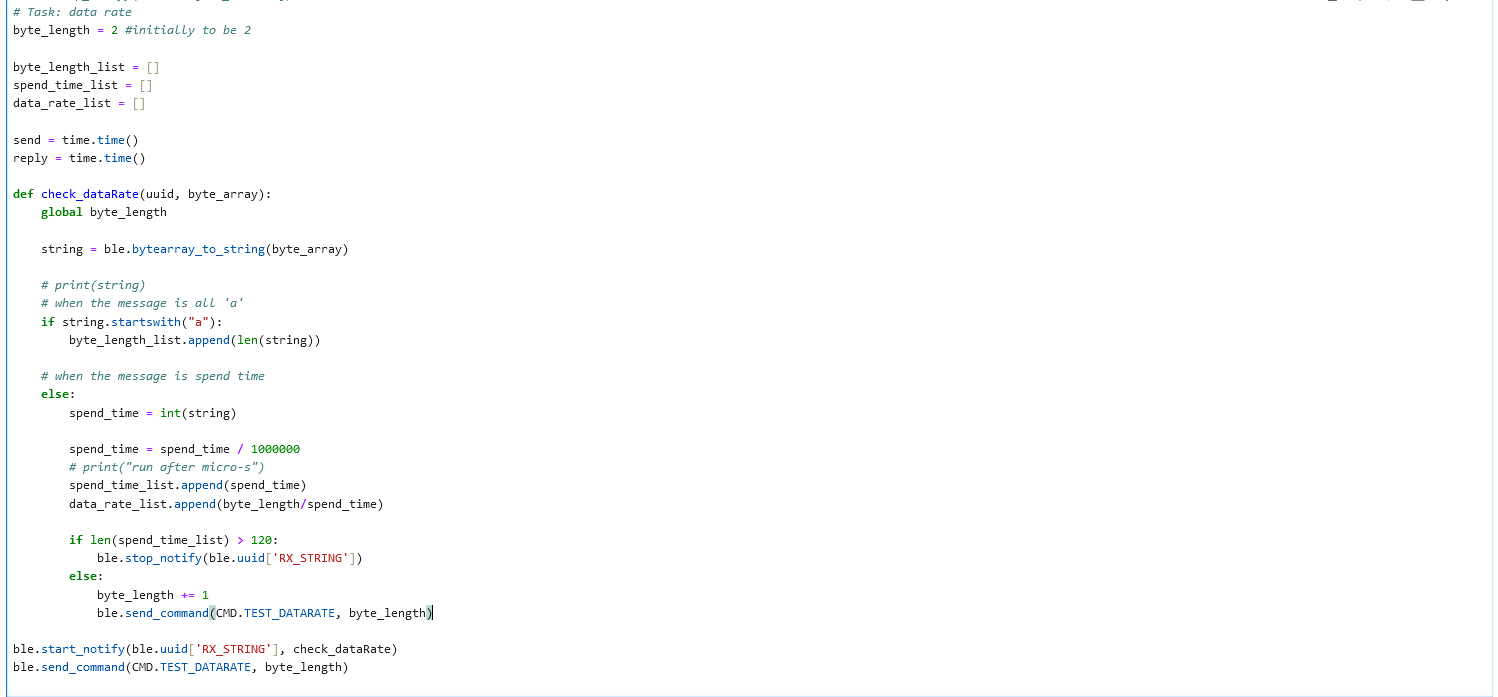 # Task: data rate
byte_length = 2 #initially to be 2
byte_length_list = []
spend_time_list = []
data_rate_list = []
send = time.time()
reply = time.time()
def check_dataRate(uuid, byte_array):
    global byte_length
    string = ble.bytearray_to_string(byte_array)
    # print(string)
    # when the message is all 'a'
    if string.startswith("a"):
        byte_length_list.append(len(string))
    # when the message is spend time
    else:
        spend_time = int(string)
        spend_time = spend_time / 1000000
        # print("run after micro-s")
        spend_time_list.append(spend_time)
        data_rate_list.append(byte_length/spend_time)
        if len(spend_time_list) > 120:
            ble.stop_notify(ble.uuid['RX_STRING'])
        else:
            byte_length += 1
            ble.send_command(CMD.TEST_DATARATE, byte_length)
ble.start_notify(ble.uuid['RX_STRING'], check_dataRate)
ble.send_command(CMD.TEST_DATARATE, byte_length)